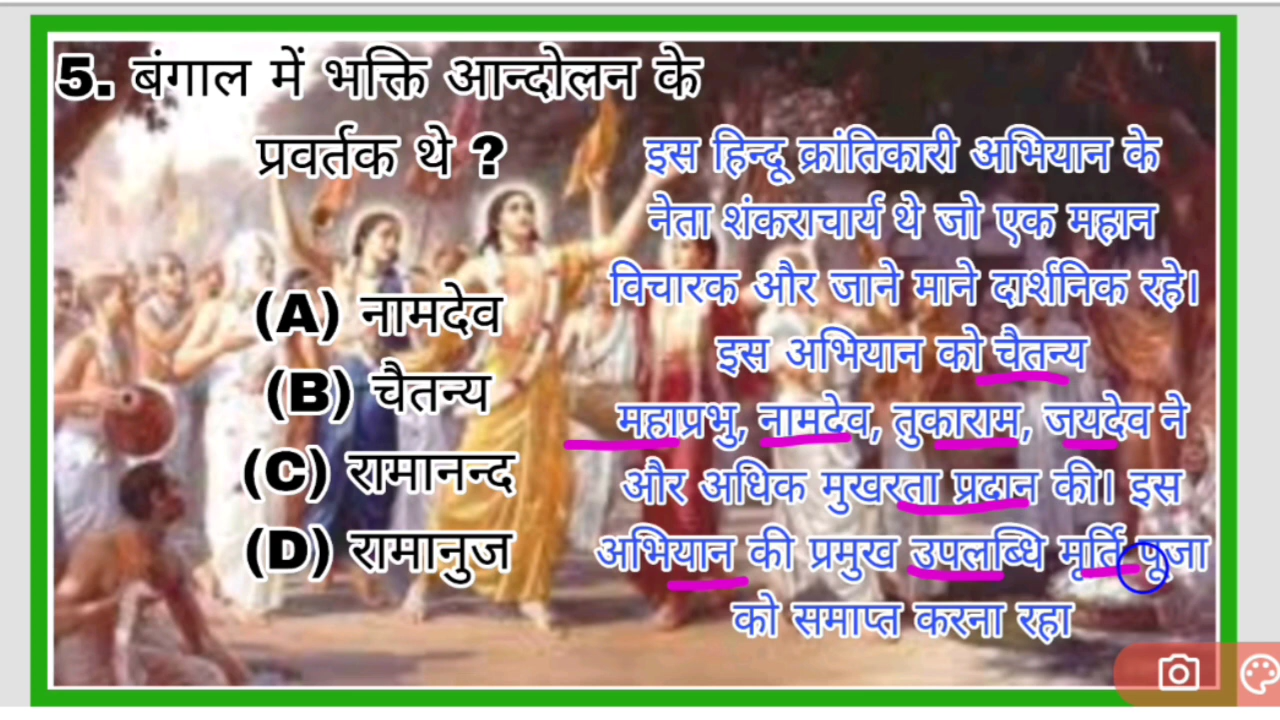 5. बंगाल में भक्ति आन्दोलन के
प्रवर्तक थे ?
(A) नामदेव
(B) चैतन्य
(C) रामानन्द
(D) रामानुज
इस हिन्दू क्रांतिकारी अभियान के
नेता शंकराचार्य थे जो एक महान
विचारक और जाने माने दार्शनिक रहे।
इस अभियान को चैतन्य
महाप्रभु, नामदेव, तुकाराम, जयदेव ने
और अधिक मुखरता प्रदान की। इस
अभियान की प्रमुख उपलब्धि मूर्ति पूजा
को समाप्त करना रहा